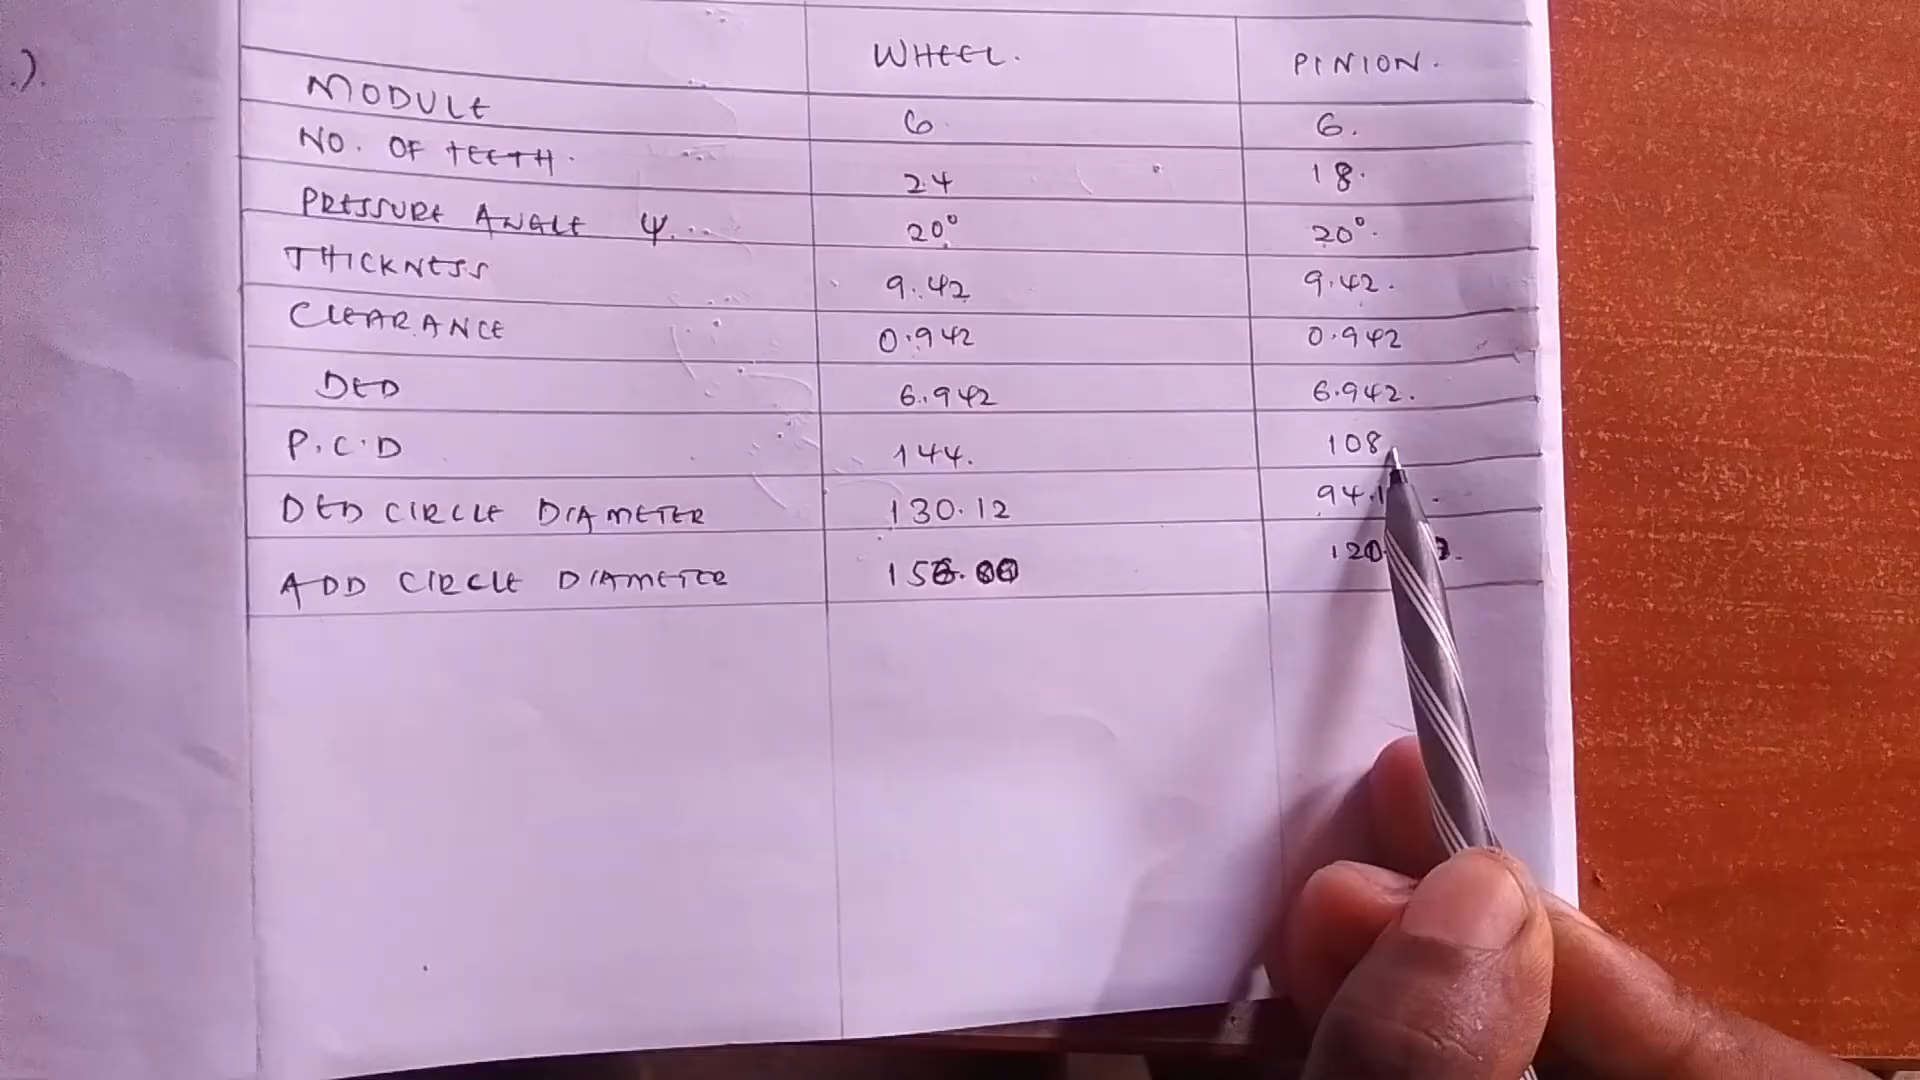 ).
WHEEL. PINION.
MODULE 6 6.
NO. OF TEETH. 24 18.
PRESSURE ANGLE ψ... 20° 20°.
THICKNESS 9.42 9.42.
CLEARANCE 0.942 0.942
DED 6.942 6.942.
P.C.D 144. 108
DED CIRCLE DIAMETER 130.12
ADD CIRCLE DIAMETER